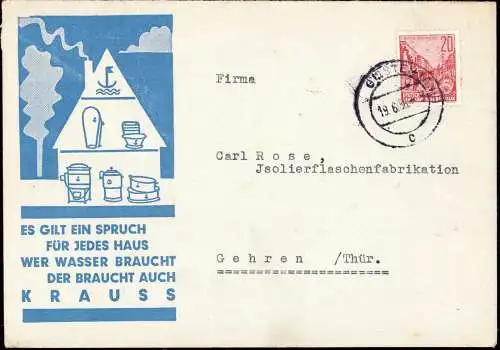 ES GILT EIN SPRUCH
FÜR JEDES HAUS
WER WASSER BRAUCHT
DER BRAUCHT AUCH
KRAUSS
Firma
Carl Rose,
Jsolierflaschenfabrikation
Gehren /Thür.
20
c